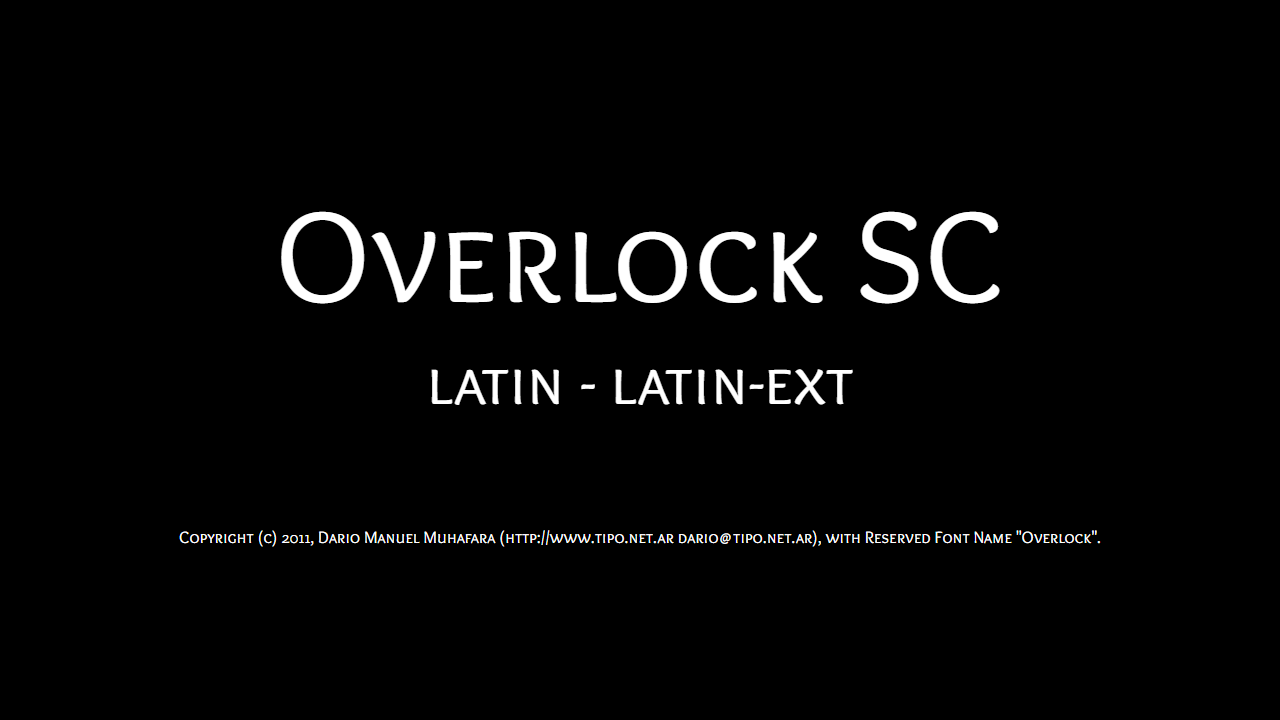 Overlock SC
latin - latin-ext
Copyright (c) 2011, Dario Manuel Muhafara (http://www.tipo.net.ar dario@tipo.net.ar), with Reserved Font Name "Overlock".